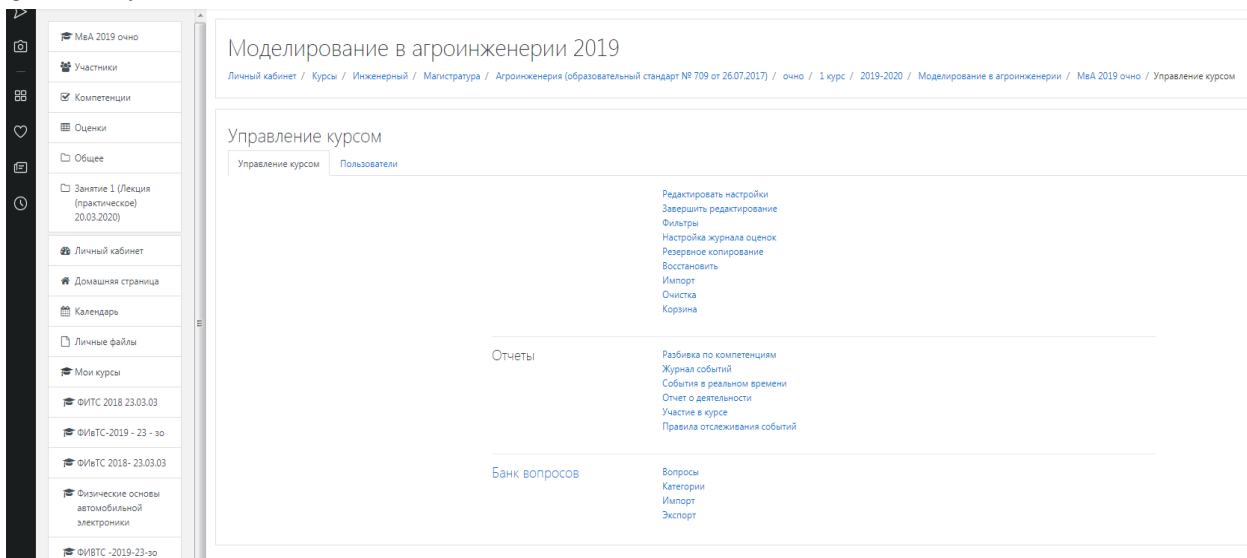 МвА 2019 очно
Участники
Компетенции
Оценки
Общее
Занятие 1 (Лекция
(практическое)
20.03.2020)
Личный кабинет
Домашняя страница
Календарь
Личные файлы
Мои курсы
ФИТС 2018 23.03.03
ФИвТС-2019 - 23 - зо
ФИвТС 2018- 23.03.03
Физические основы
автомобильной
электроники
ФИВТС -2019-23-зо
Моделирование в агроинженерии 2019
Личный кабинет / Курсы / Инженерный / Магистратура / Агроинженерия (образовательный стандарт № 709 от 26.07.2017) / очно / 1 курс / 2019-2020 / Моделирование в агроинженерии / МвА 2019 очно / Управление курсом
Управление курсом
Управление курсом Пользователи
Редактировать настройки
Завершить редактирование
Фильтры
Настройка журнала оценок
Резервное копирование
Восстановить
Импорт
Очистка
Корзина
Отчеты
Разбивка по компетенциям
Журнал событий
События в реальном времени
Отчет о деятельности
Участие в курсе
Правила отслеживания событий
Банк вопросов
Вопросы
Категории
Импорт
Экспорт